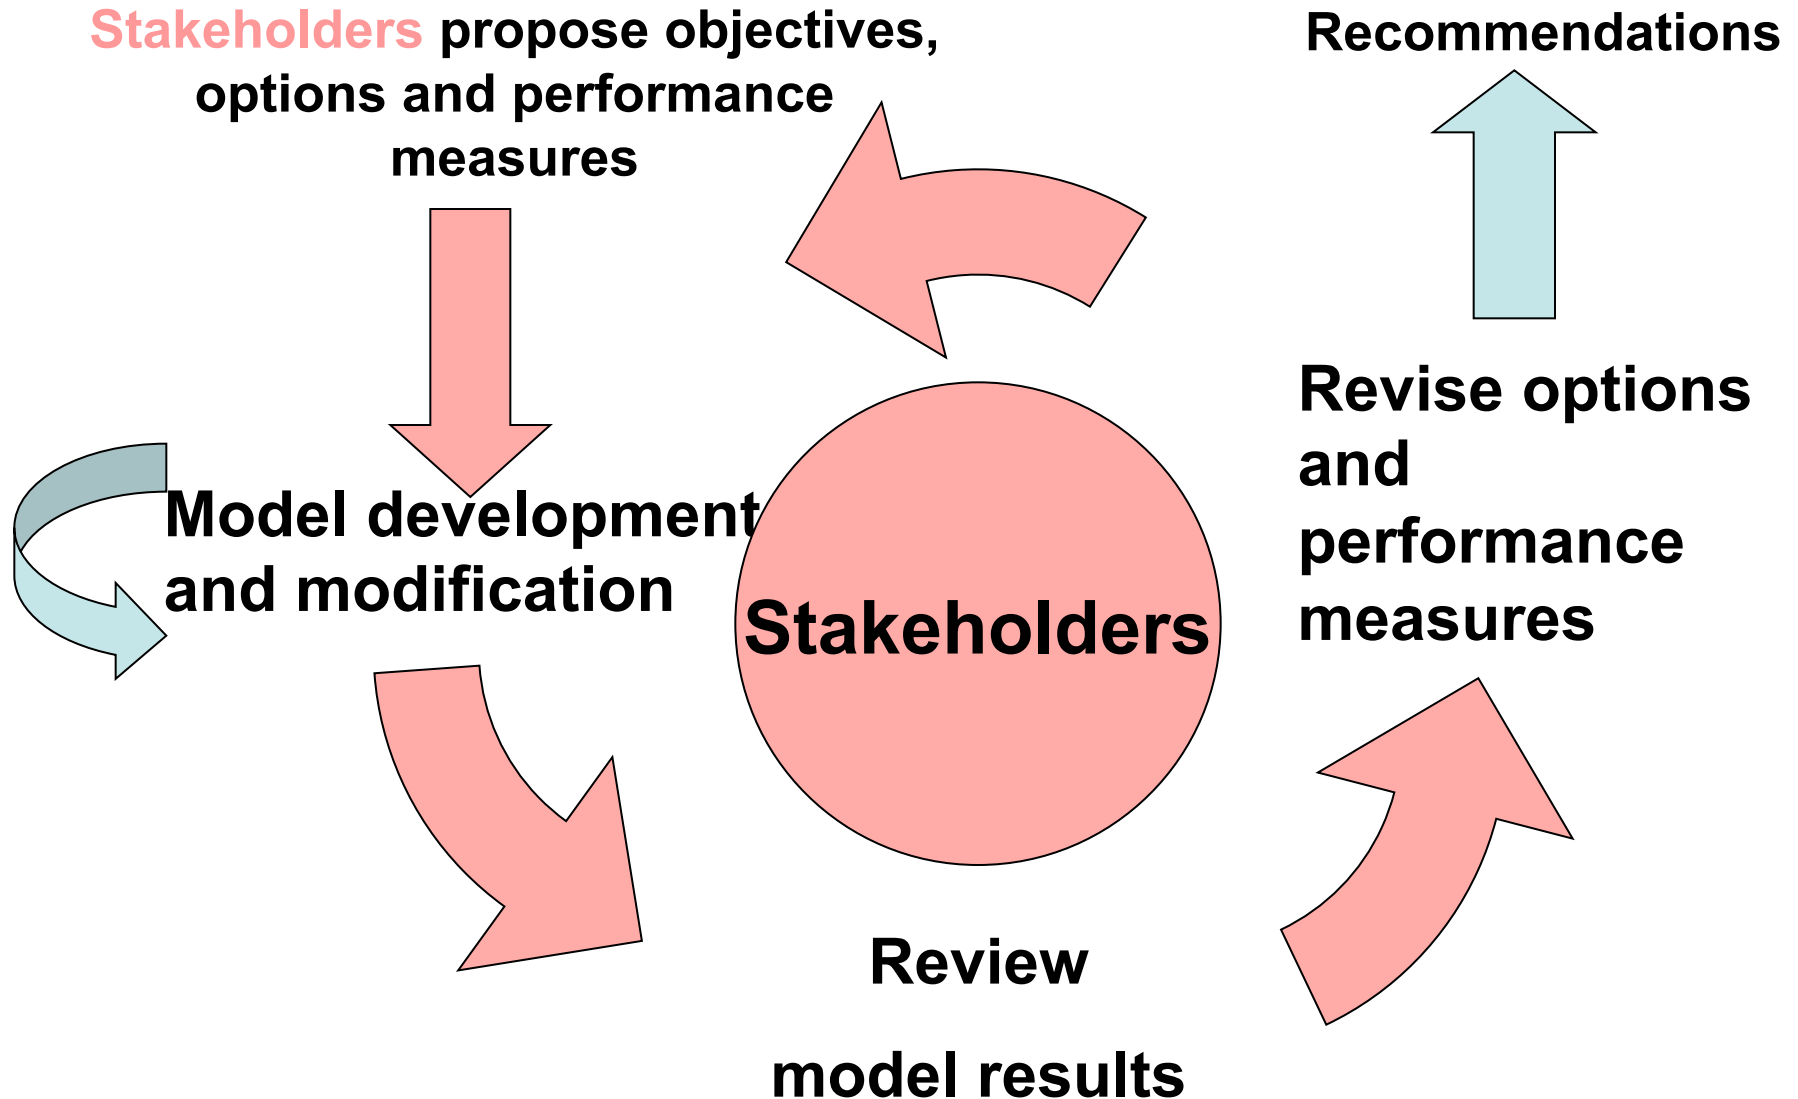 Stakeholders propose objectives,
options and performance
measures
Recommendations
Model development
and modification
Stakeholders
Revise options
and
performance
measures
Review
model results